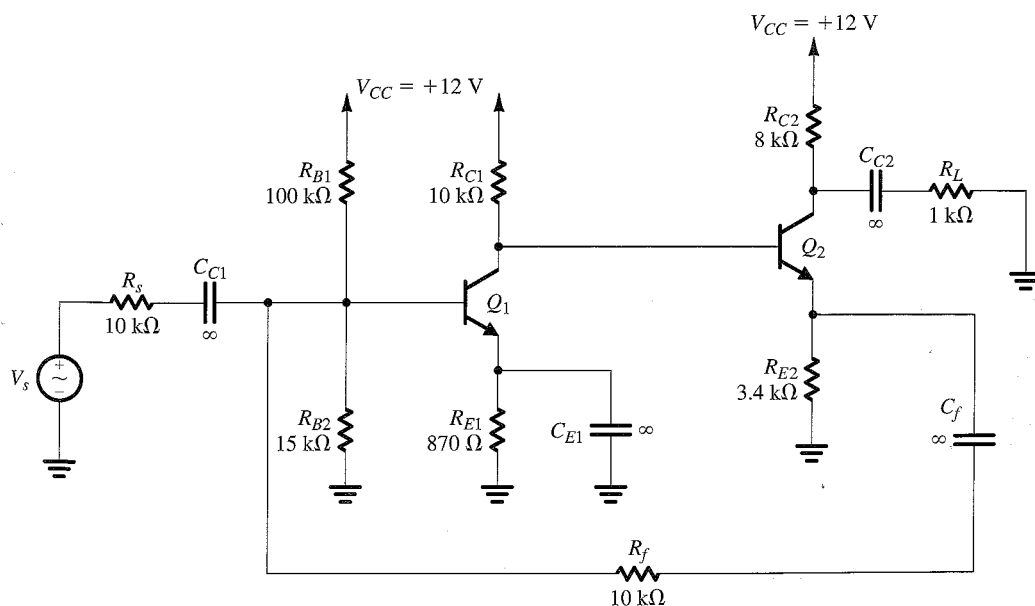 V_CC = +12 V
V_CC = +12 V
R_C2
8 kΩ
C_C2
∞
R_L
1 kΩ
R_B1
100 kΩ
R_C1
10 kΩ
Q_2
R_s
10 kΩ
C_C1
∞
Q_1
V_s
+
~
−
R_B2
15 kΩ
R_E1
870 Ω
C_E1
∞
R_E2
3.4 kΩ
C_f
∞
R_f
10 kΩ